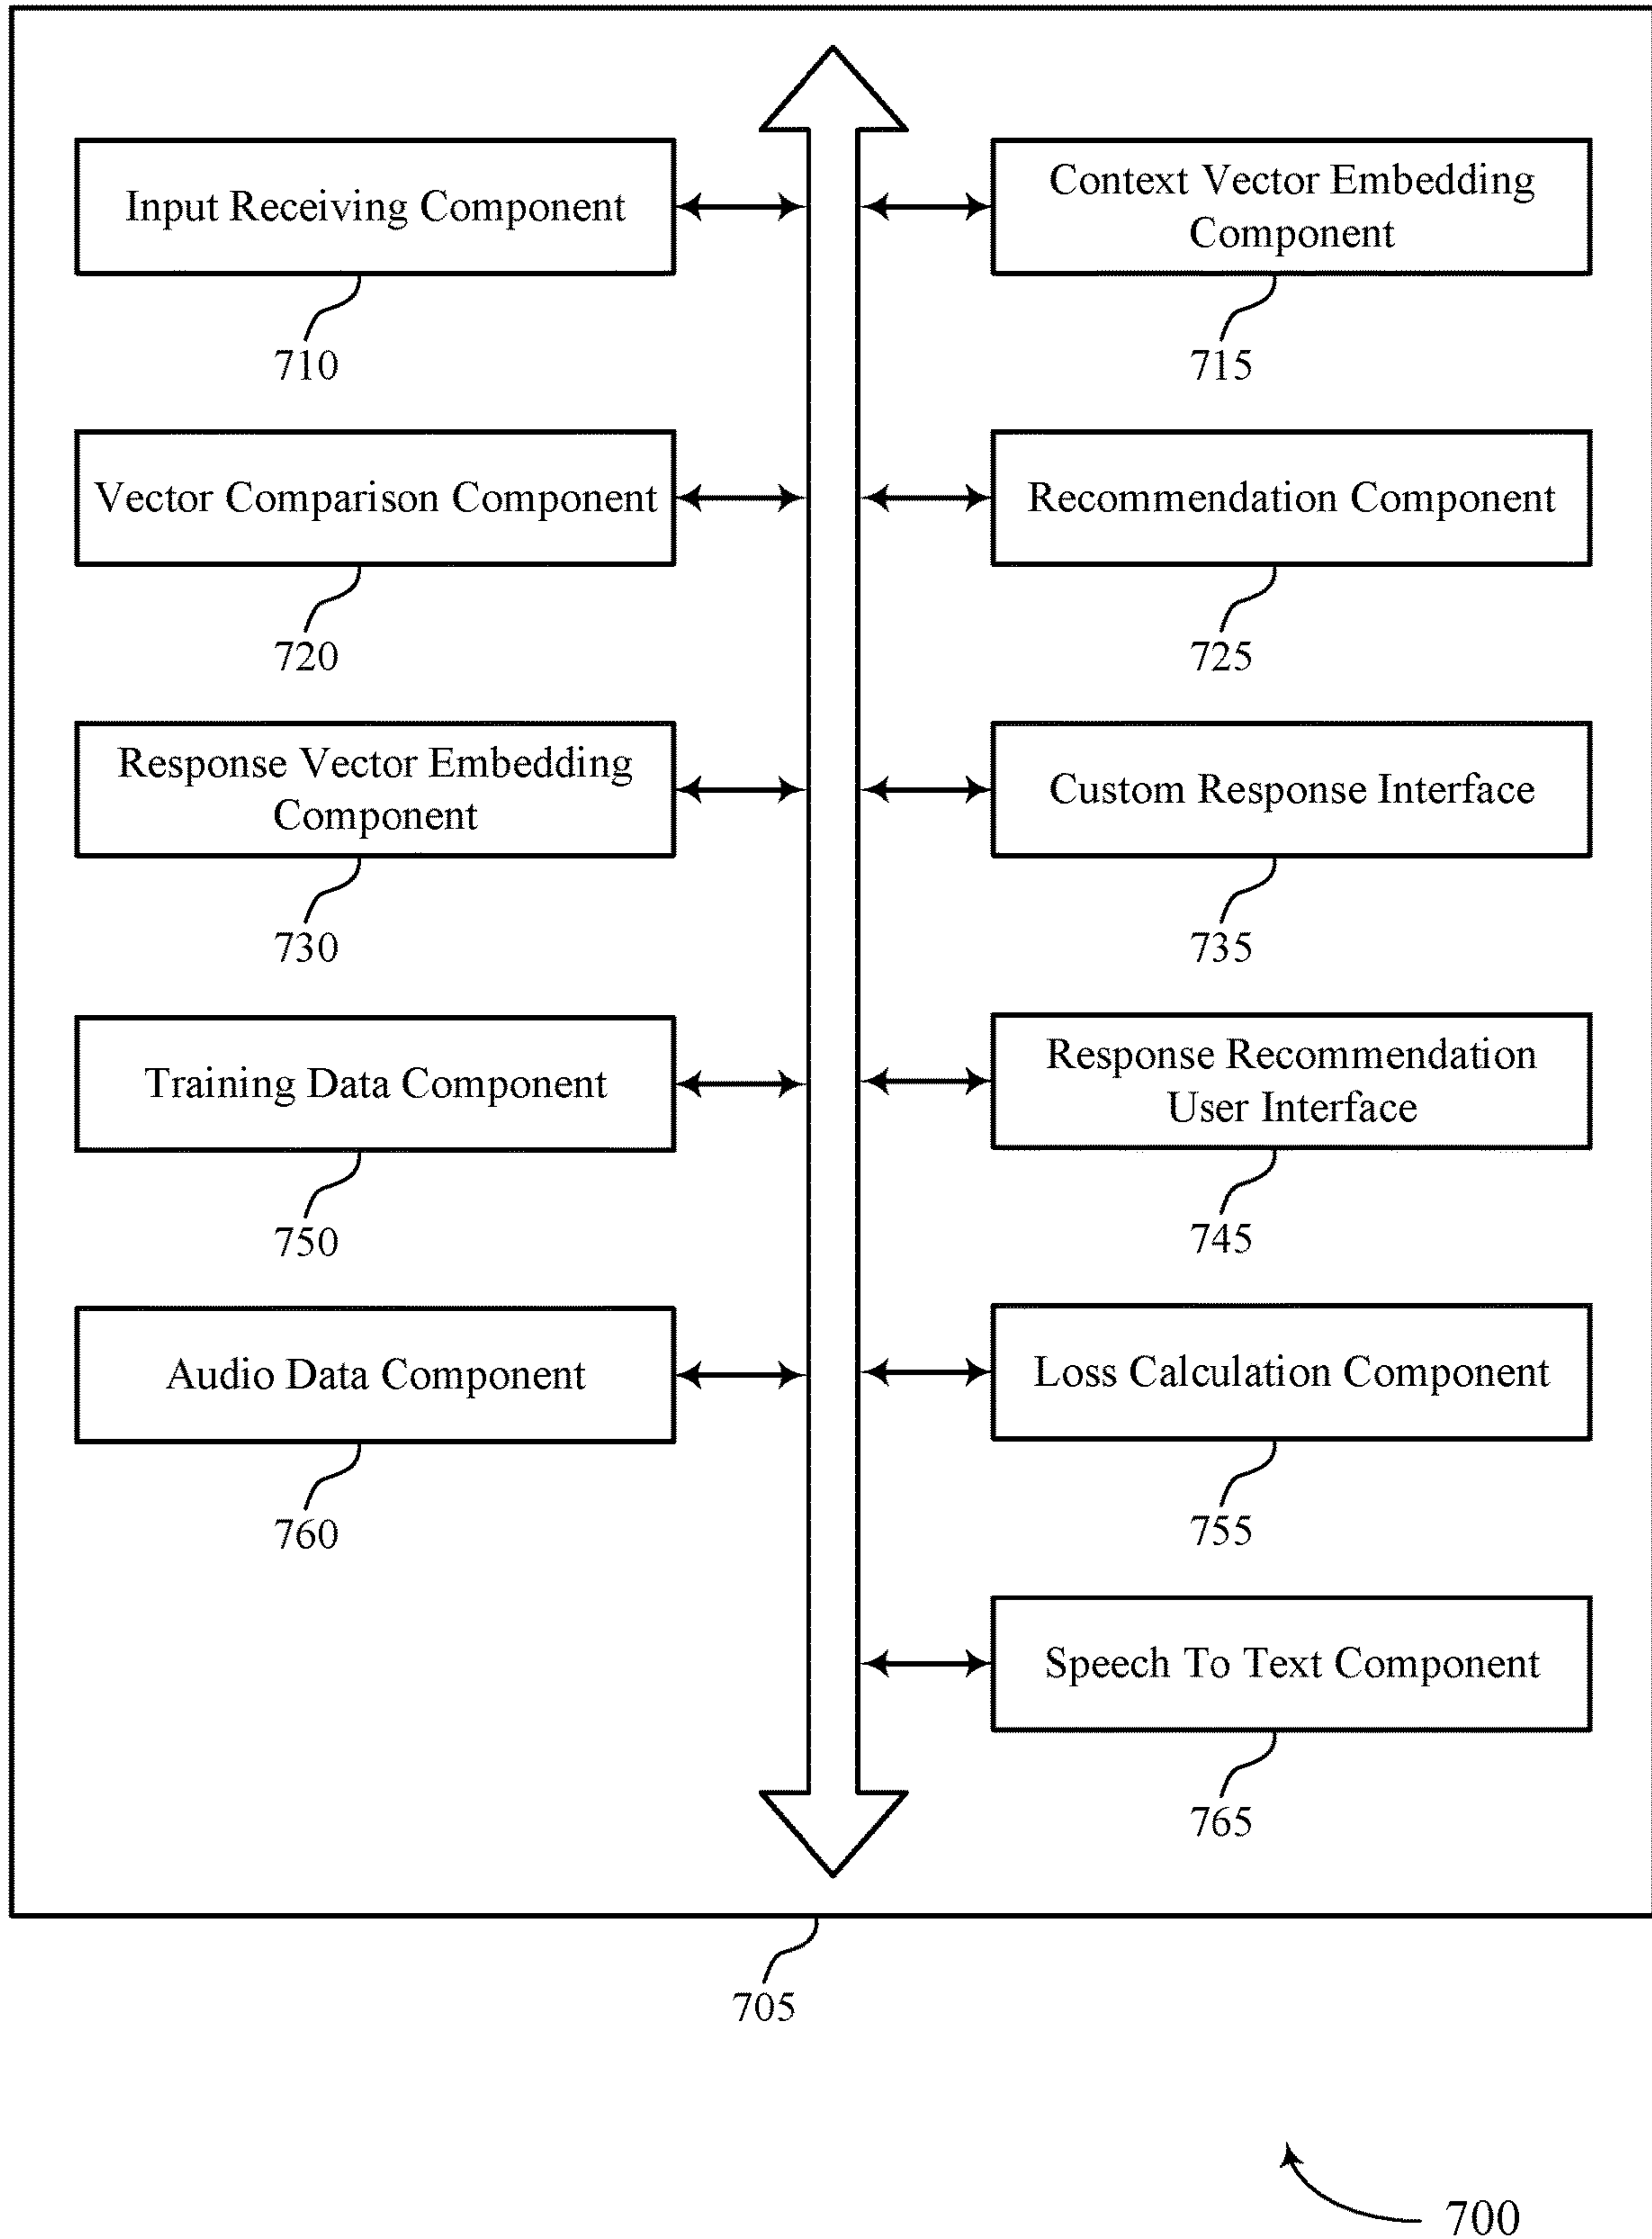 Input Receiving Component
710
Context Vector Embedding
Component
715
Vector Comparison Component
720
Recommendation Component
725
Response Vector Embedding
Component
730
Custom Response Interface
735
Training Data Component
750
Response Recommendation
User Interface
745
Audio Data Component
760
Loss Calculation Component
755
Speech To Text Component
765
705
700